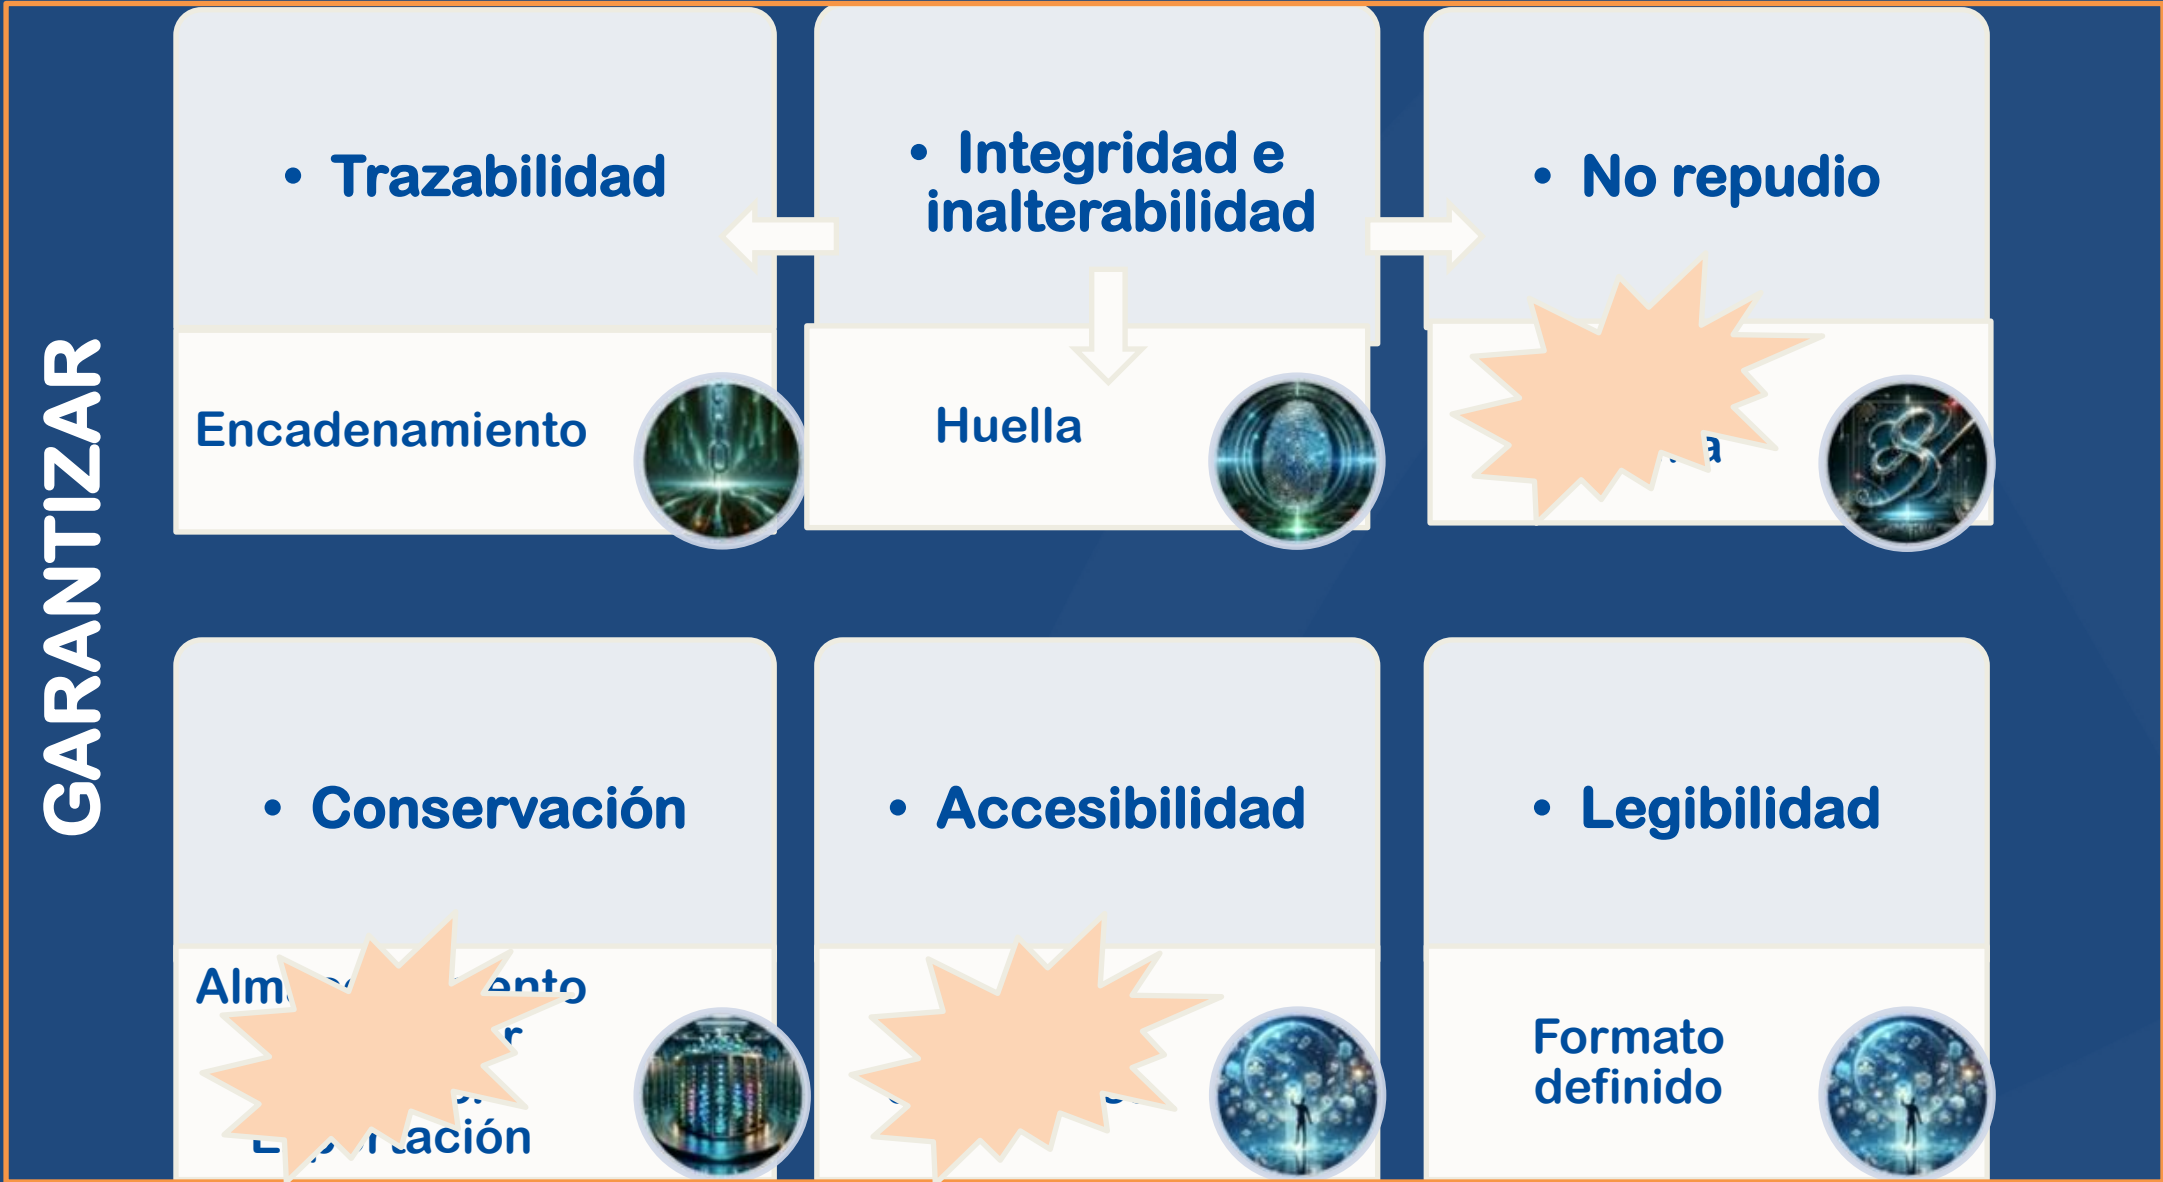 GARANTIZAR
• Trazabilidad
Encadenamiento
• Integridad e
inalterabilidad
Huella
• No repudio
• Conservación
• Accesibilidad
• Legibilidad
Formato
definido